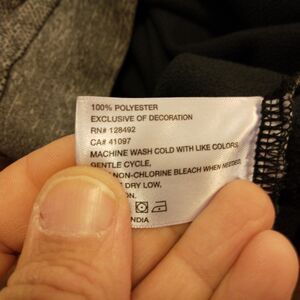 100% POLYESTER
EXCLUSIVE OF DECORATION
RN# 128492
CA# 41097
MACHINE WASH COLD WITH LIKE COLORS
GENTLE CYCLE,
NON-CHLORINE BLEACH WHEN NEEDED,
DRY LOW,